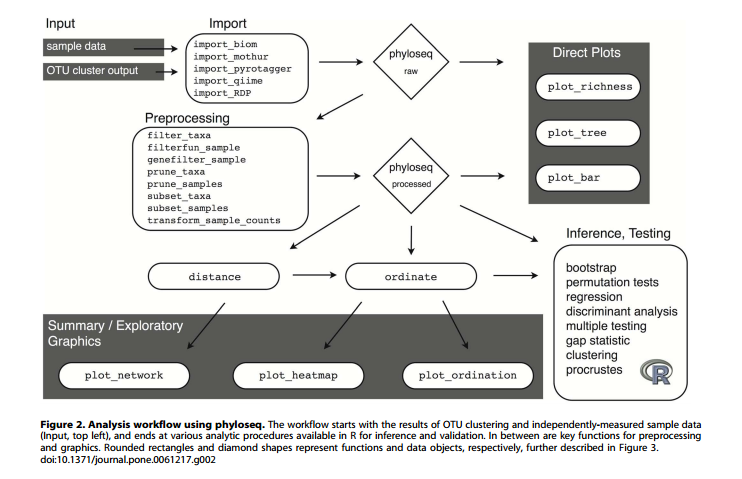 Input
Import
sample data
OTU cluster output
import_biom
import_mothur
import_pyrotagger
import_qiime
import_RDP
phyloseq
raw
Direct Plots
plot_richness
plot_tree
plot_bar
Preprocessing
filter_taxa
filterfun_sample
genefilter_sample
prune_taxa
prune_samples
subset_taxa
subset_samples
transform_sample_counts
phyloseq
processed
distance
ordinate
Inference, Testing
bootstrap
permutation tests
regression
discriminant analysis
multiple testing
gap statistic
clustering
procrustes
R
Summary / Exploratory
Graphics
plot_network
plot_heatmap
plot_ordination
Figure 2. Analysis workflow using phyloseq. The workflow starts with the results of OTU clustering and independently-measured sample data
(Input, top left), and ends at various analytic procedures available in R for inference and validation. In between are key functions for preprocessing
and graphics. Rounded rectangles and diamond shapes represent functions and data objects, respectively, further described in Figure 3.
doi:10.1371/journal.pone.0061217.g002